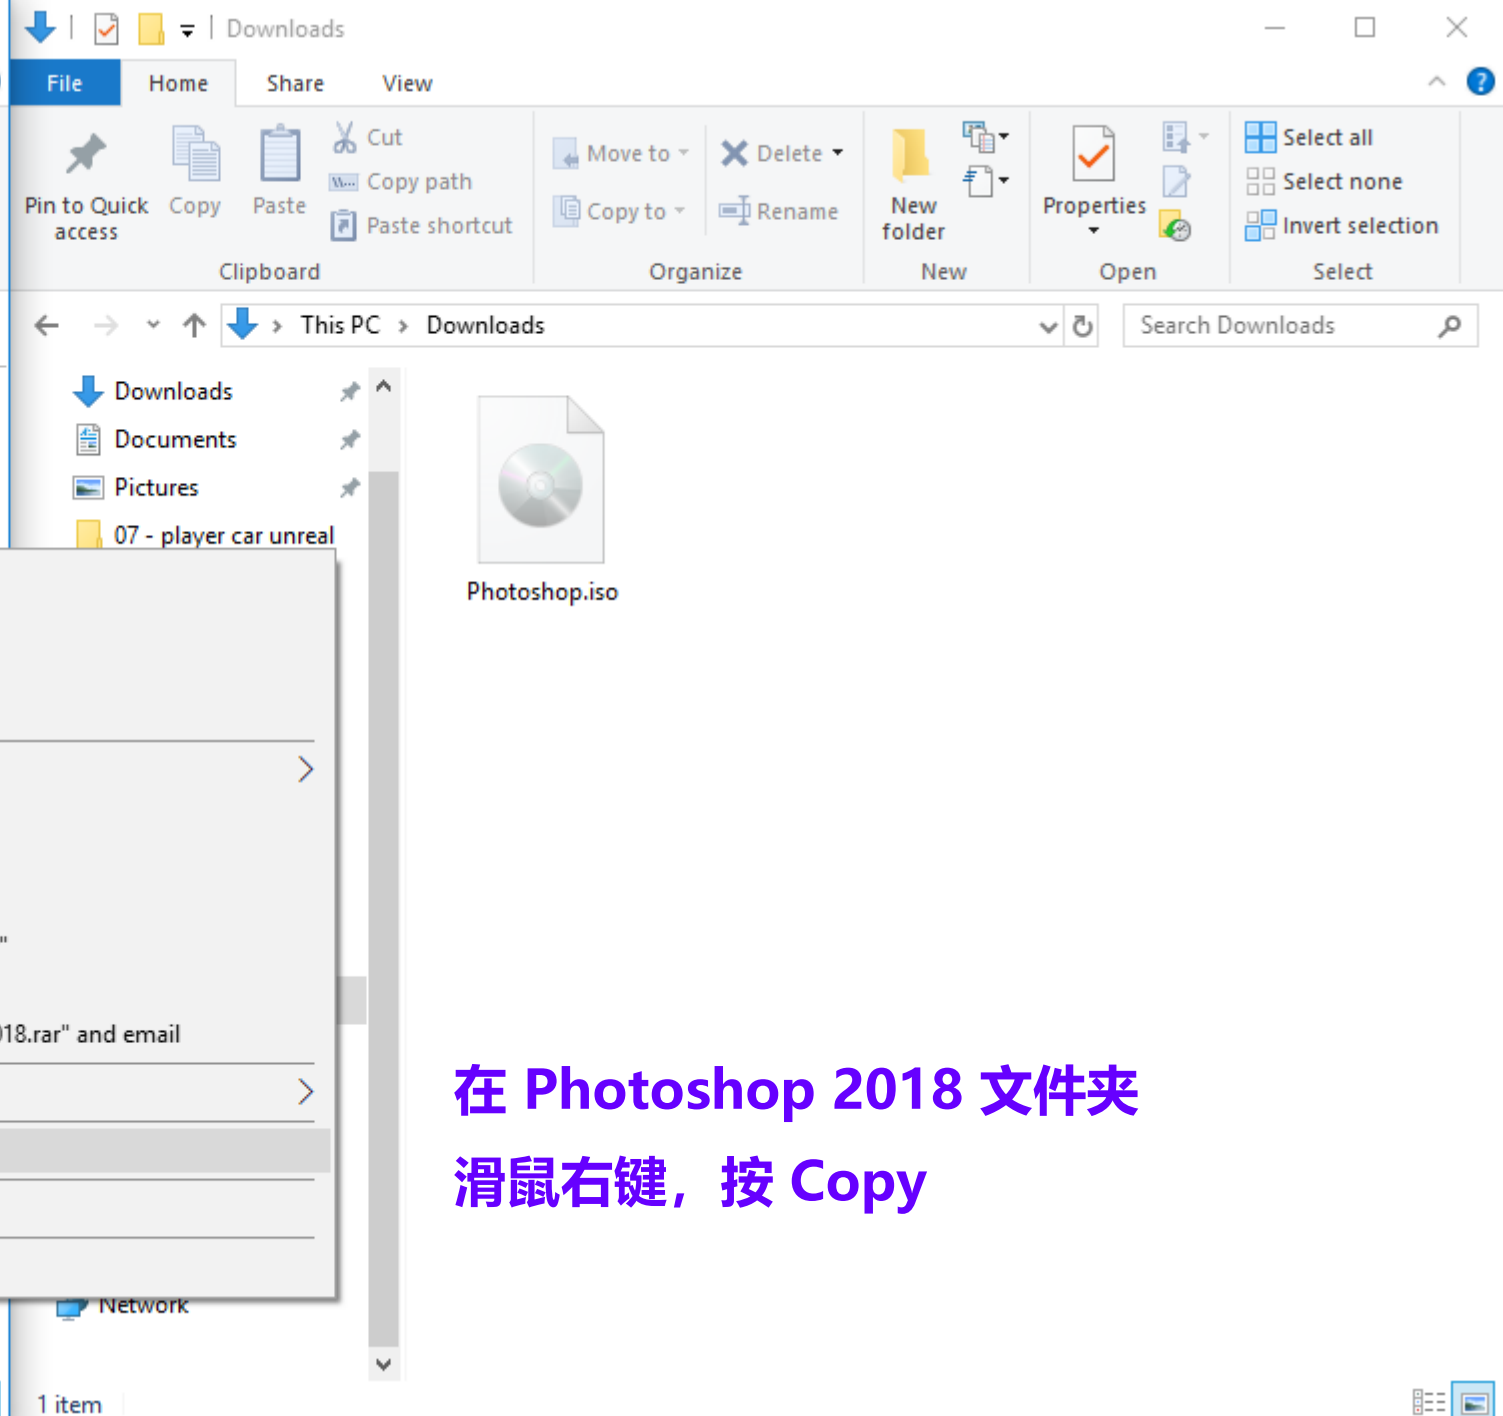 Downloads
File Home Share View
Pin to Quick access
Copy
Paste
Cut
Copy path
Paste shortcut
Clipboard
Move to
Copy to
Delete
Rename
Organize
New folder
New
Properties
Open
Select all
Select none
Invert selection
Select
This PC > Downloads
Search Downloads
Downloads
Documents
Pictures
07 - player car unreal
Photoshop.iso
"
018.rar" and email
在 Photoshop 2018 文件夹
滑鼠右键，按 Copy
Network
1 item